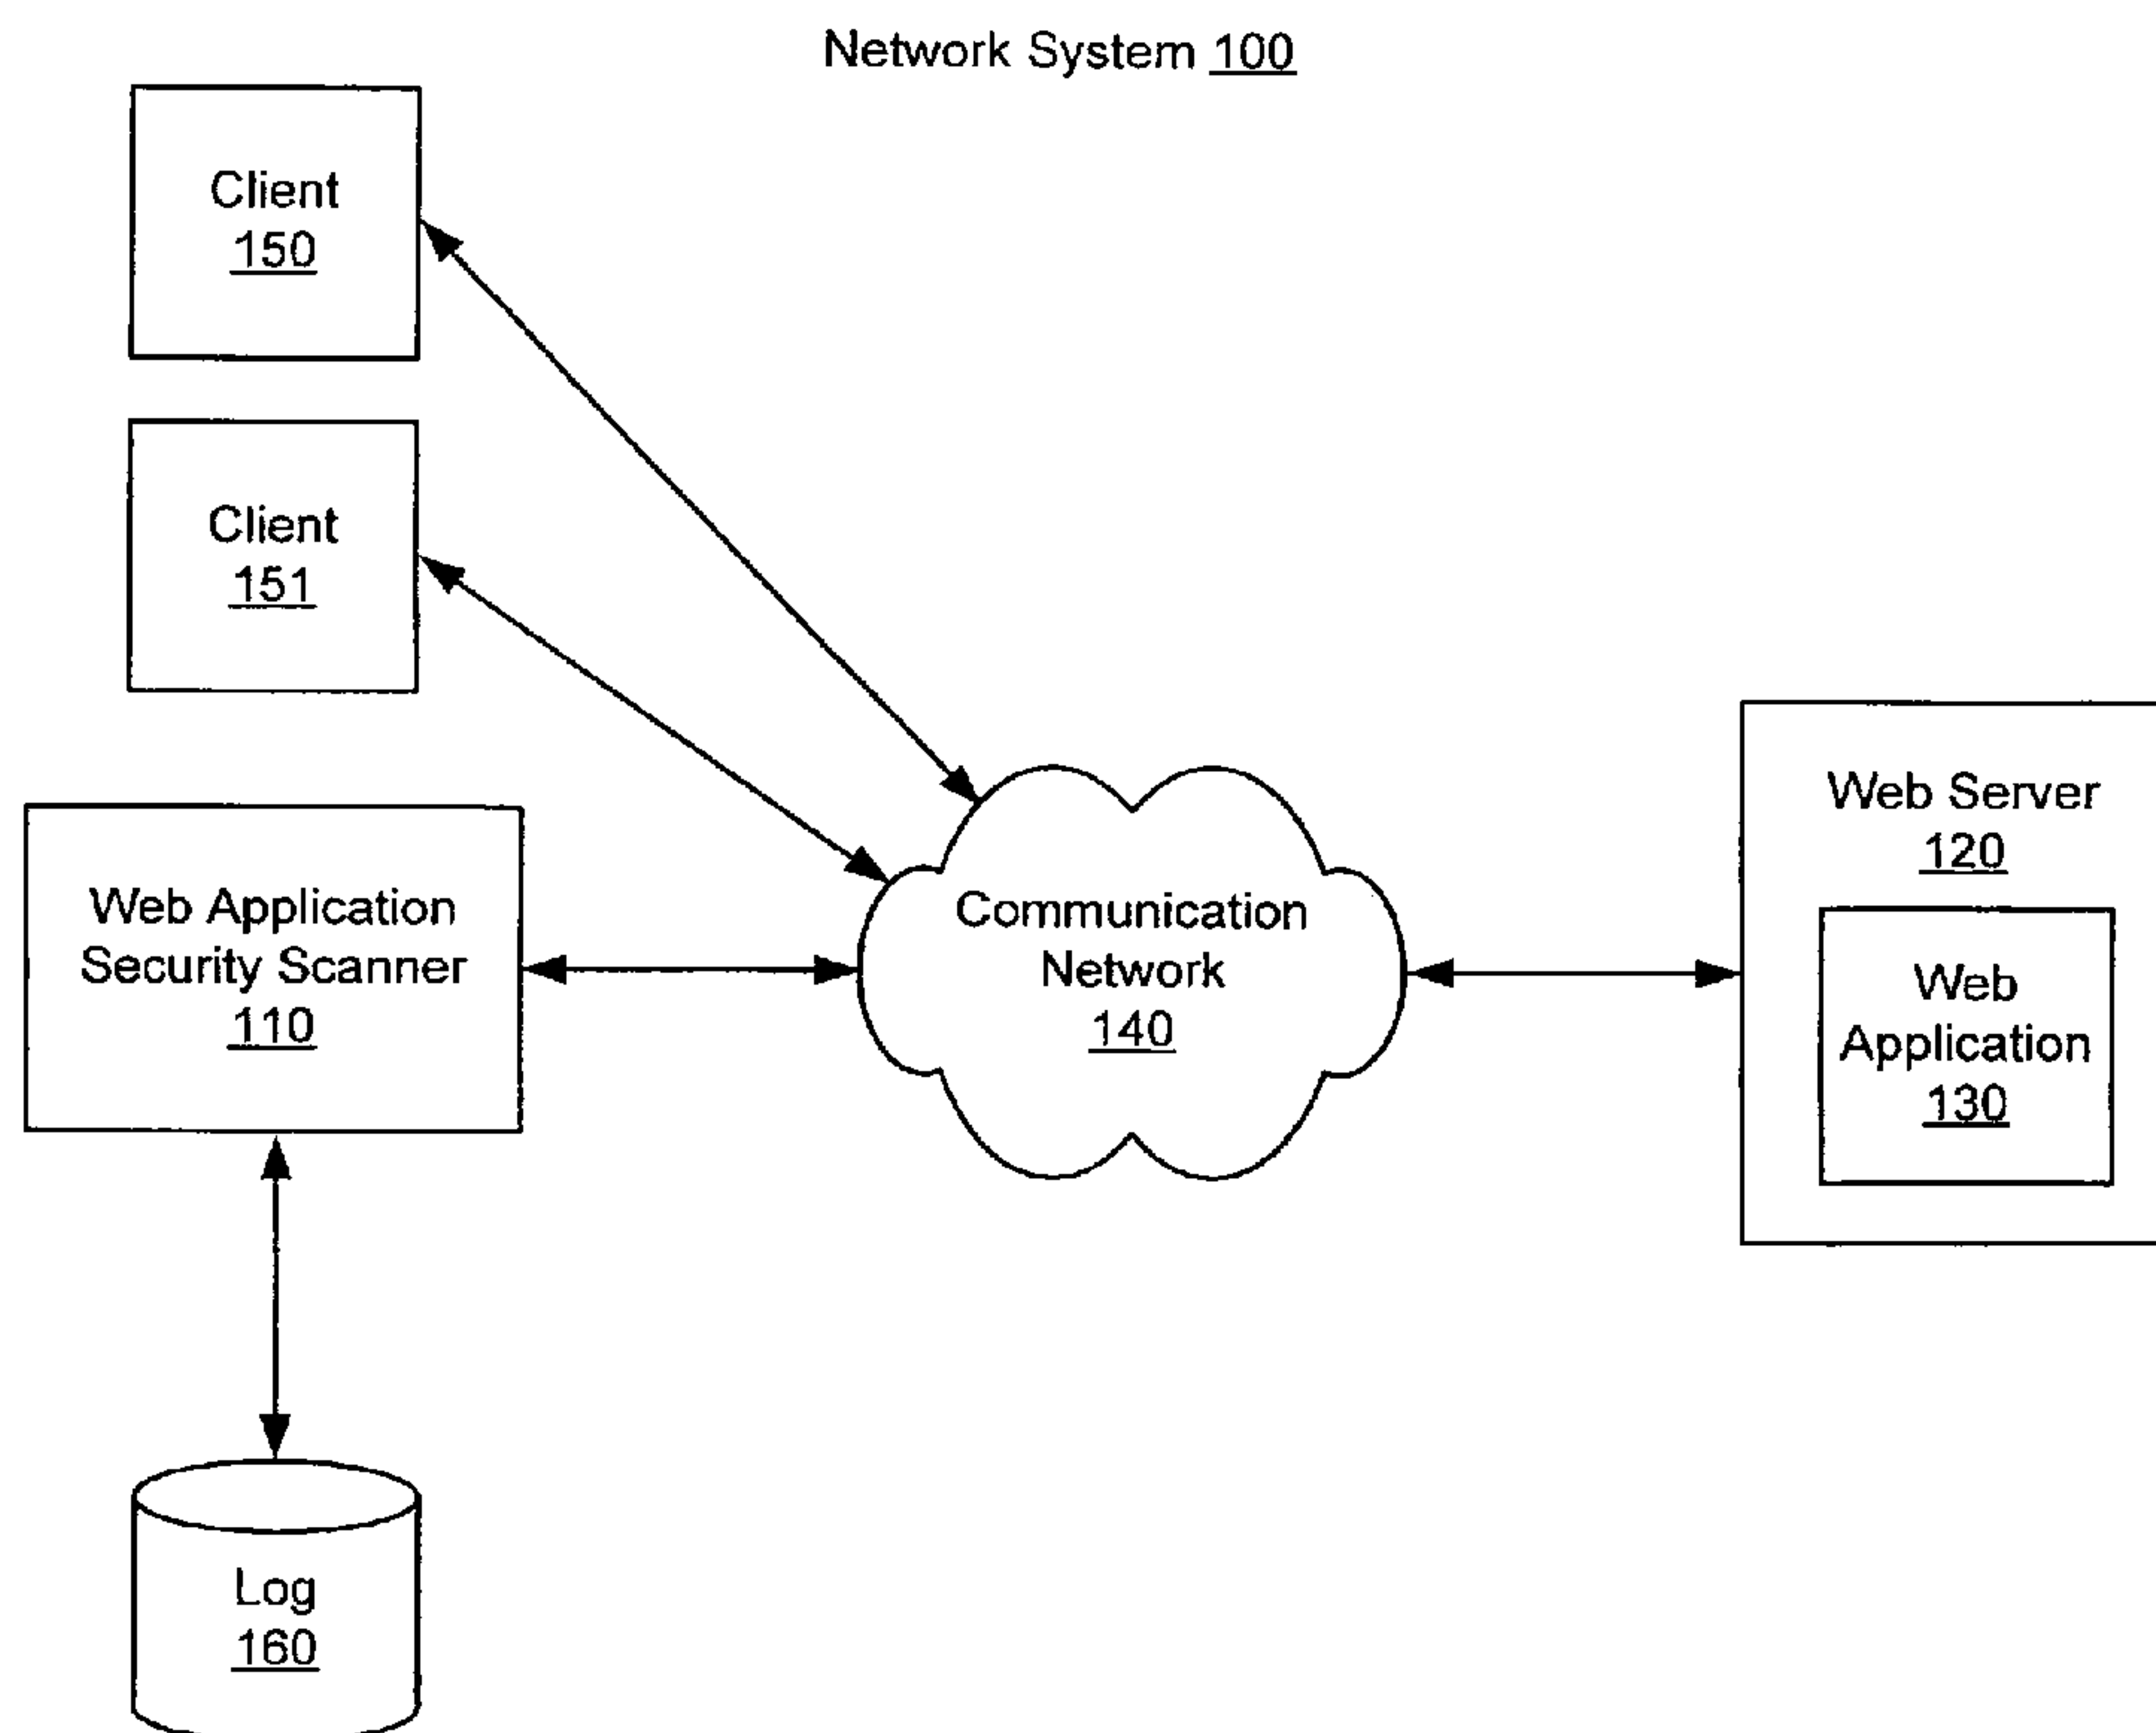 Network System 100
Client
150
Client
151
Web Application
Security Scanner
110
Communication
Network
140
Web Server
120
Web
Application
130
Log
160